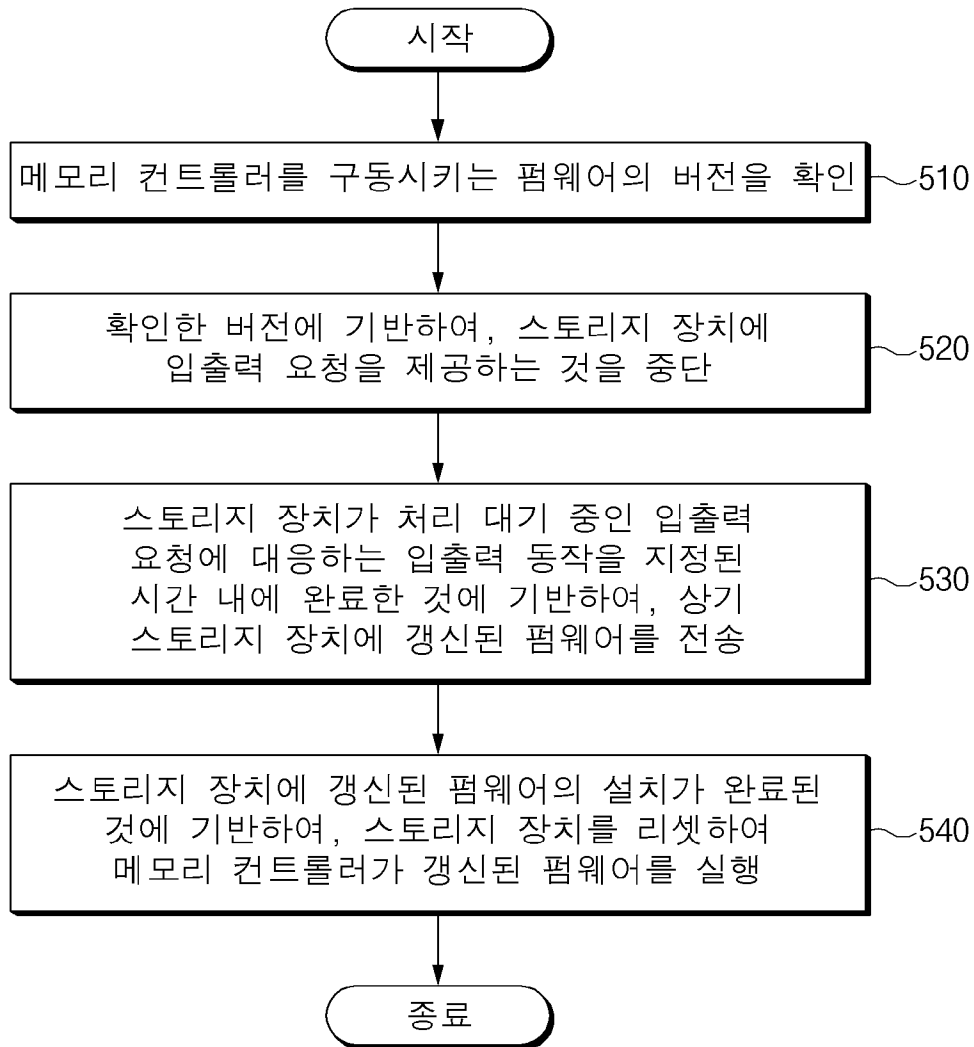 시작
메모리 컨트롤러를 구동시키는 펌웨어의 버전을 확인
510
확인한 버전에 기반하여, 스토리지 장치에
입출력 요청을 제공하는 것을 중단
520
스토리지 장치가 처리 대기 중인 입출력
요청에 대응하는 입출력 동작을 지정된
시간 내에 완료한 것에 기반하여, 상기
스토리지 장치에 갱신된 펌웨어를 전송
530
스토리지 장치에 갱신된 펌웨어의 설치가 완료된
것에 기반하여, 스토리지 장치를 리셋하여
메모리 컨트롤러가 갱신된 펌웨어를 실행
540
종료